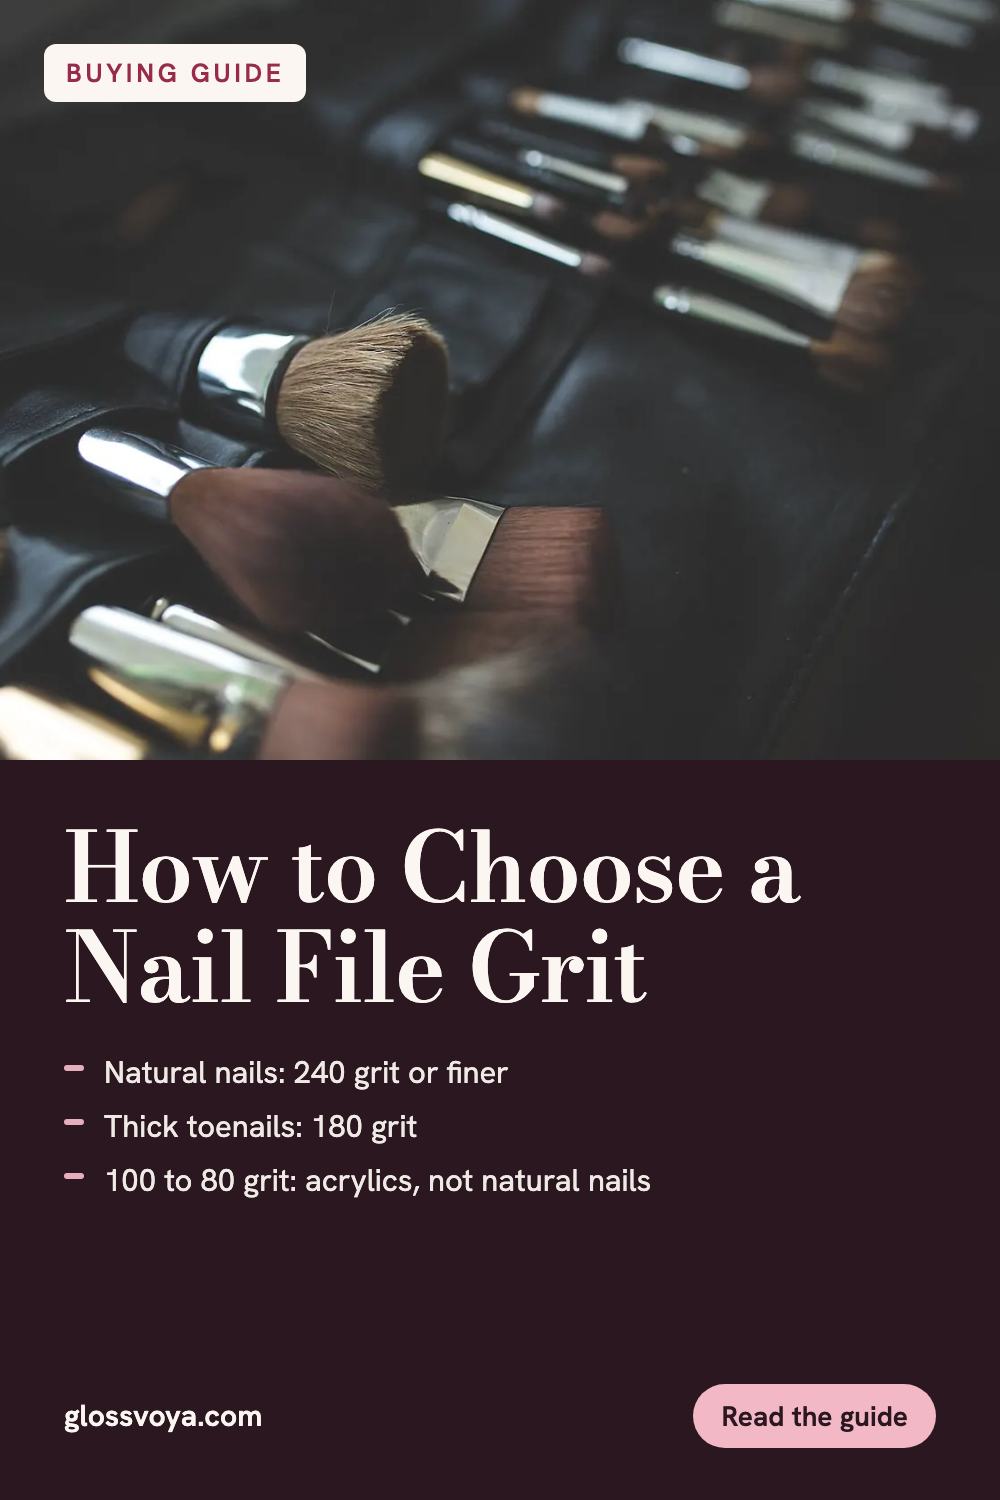 BUYING GUIDE
How to Choose a
Nail File Grit
Natural nails: 240 grit or finer
Thick toenails: 180 grit
100 to 80 grit: acrylics, not natural nails
glossvoya.com
Read the guide